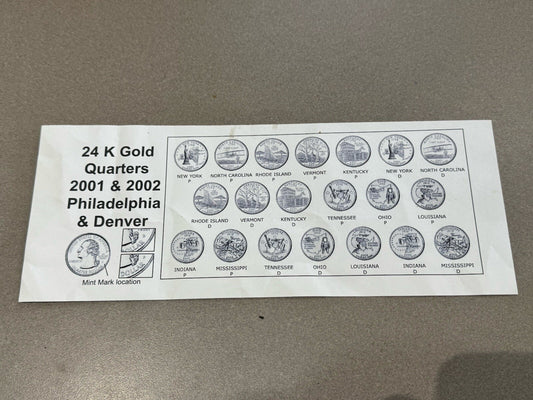 24 K Gold
Quarters
2001 & 2002
Philadelphia
& Denver
Mint Mark location
NEW YORK NORTH CAROLINA RHODE ISLAND VERMONT KENTUCKY NEW YORK NORTH CAROLINA
P P P P P D D
RHODE ISLAND VERMONT KENTUCKY TENNESSEE OHIO LOUISIANA
D D D P P P
INDIANA MISSISSIPPI TENNESSEE OHIO LOUISIANA INDIANA MISSISSIPPI
P P D D D D D